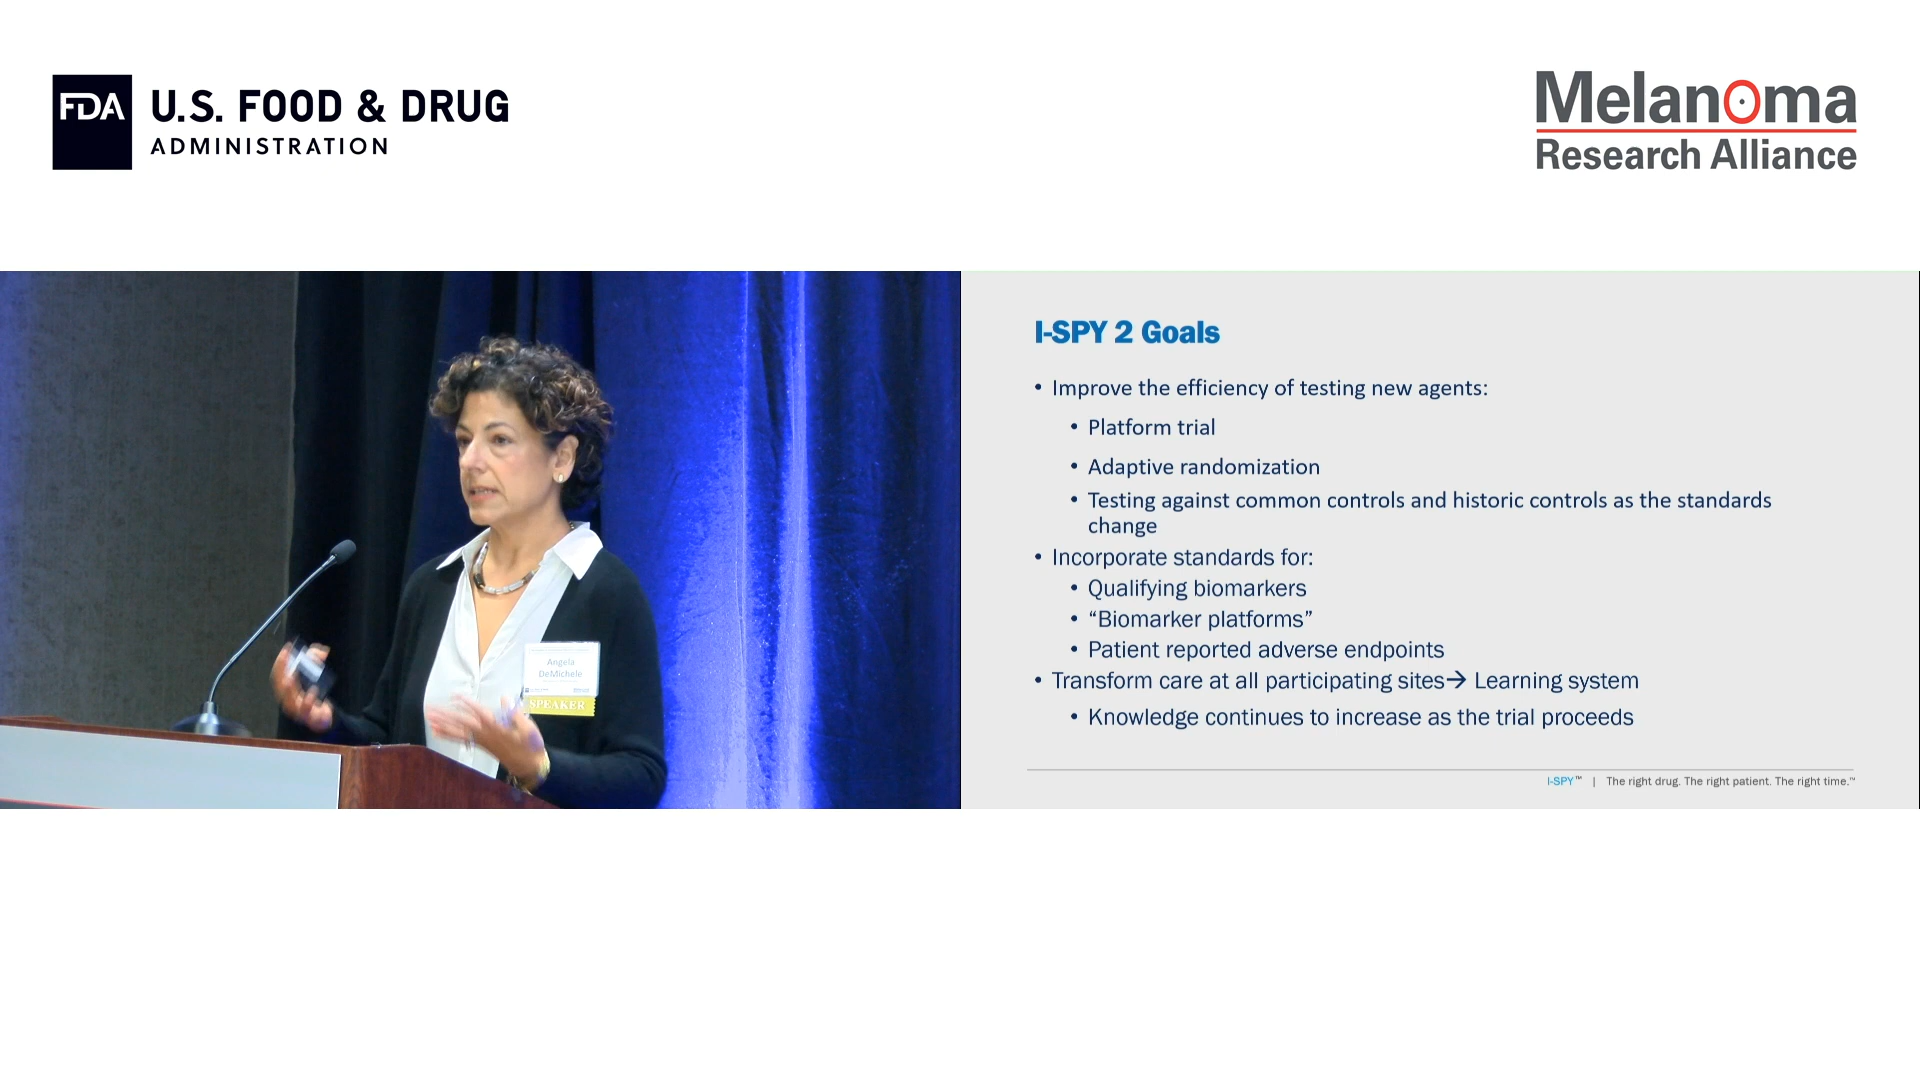 FDA U.S. FOOD & DRUG
ADMINISTRATION
Melanoma
Research Alliance
Angela
DeMichele
SPEAKER
I-SPY 2 Goals
• Improve the efficiency of testing new agents:
• Platform trial
• Adaptive randomization
• Testing against common controls and historic controls as the standards
change
• Incorporate standards for:
• Qualifying biomarkers
• “Biomarker platforms”
• Patient reported adverse endpoints
• Transform care at all participating sites→ Learning system
• Knowledge continues to increase as the trial proceeds
I-SPY™ | The right drug. The right patient. The right time.™